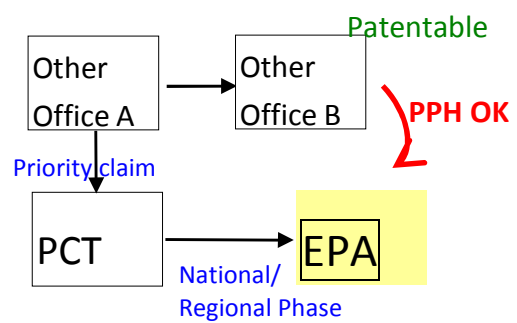 Patentable
Other
Office A
Other
Office B
PPH OK
Priority claim
PCT
EPA
National/
Regional Phase